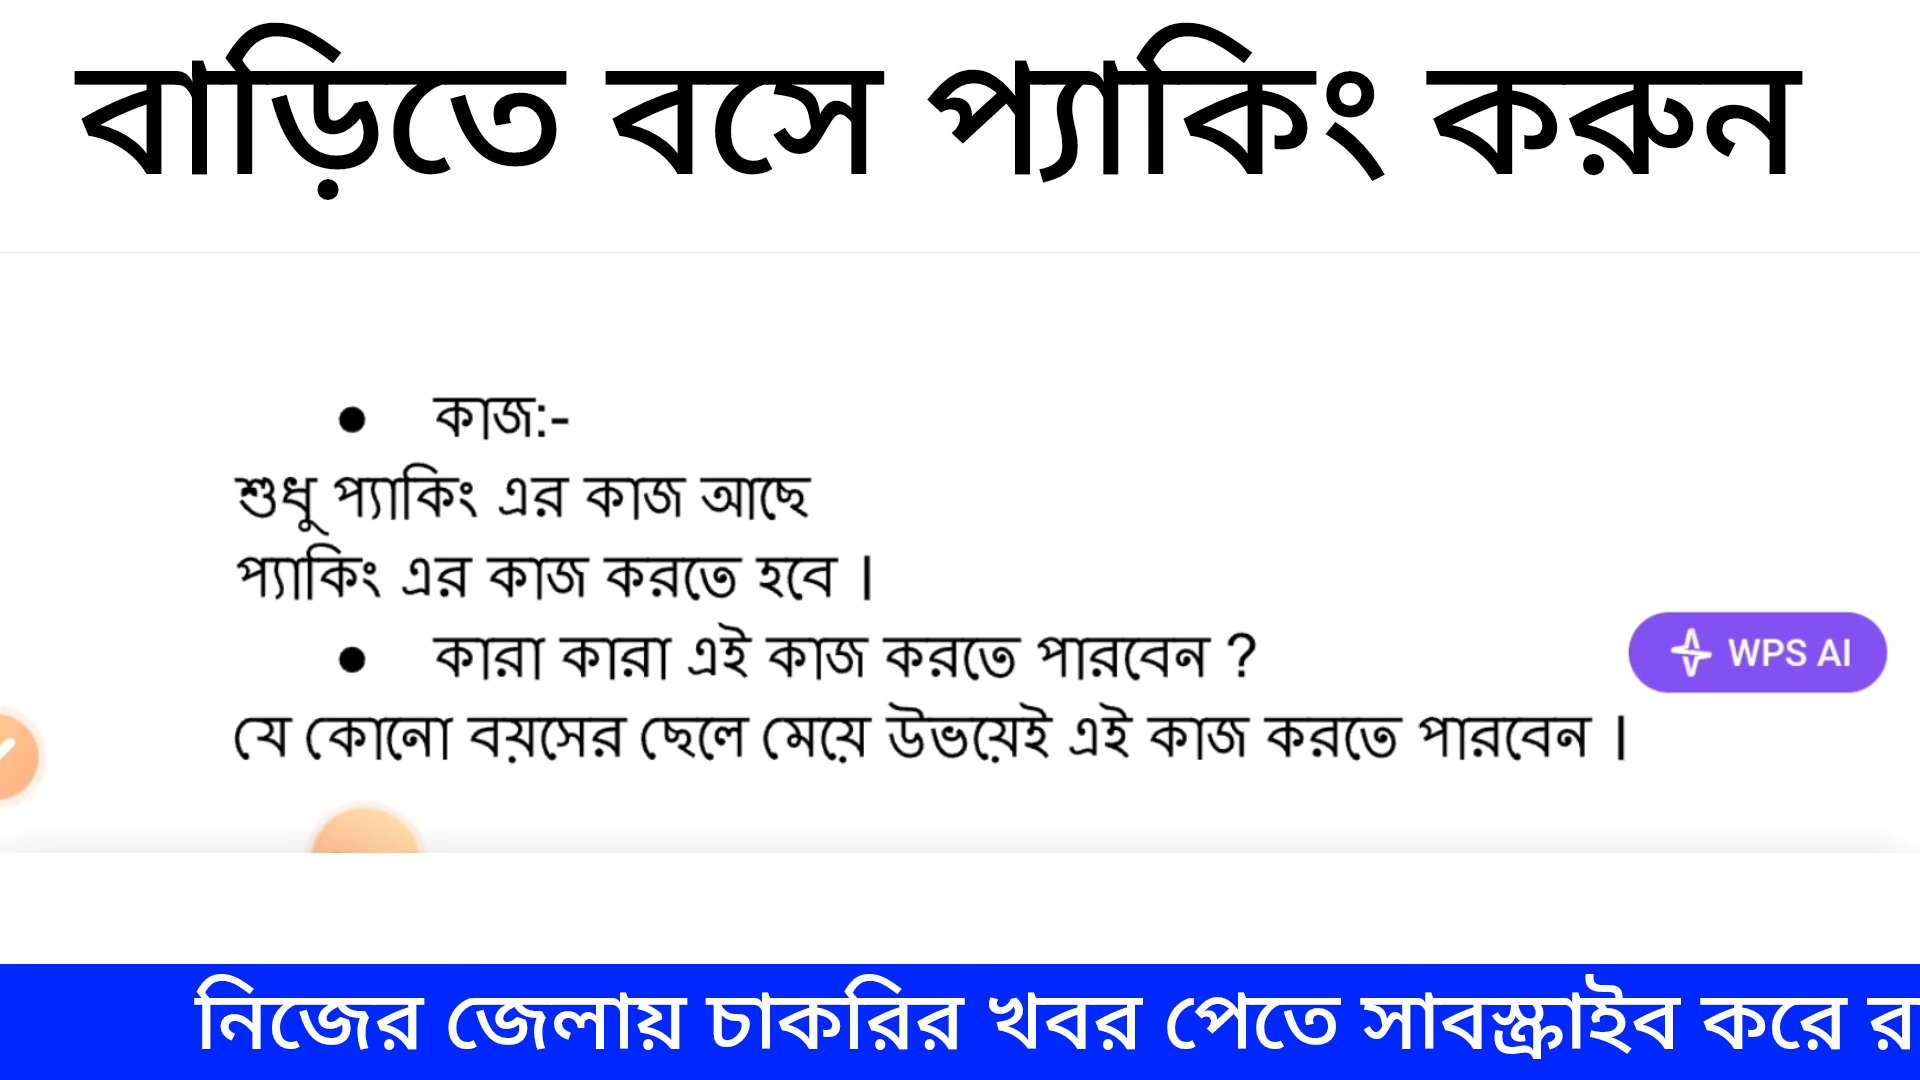 বাড়িতে বসে প্যাকিং করুন
● কাজ:-
শুধু প্যাকিং এর কাজ আছে
প্যাকিং এর কাজ করতে হবে ।
● কারা কারা এই কাজ করতে পারবেন ?
WPS AI
যে কোনো বয়সের ছেলে মেয়ে উভয়েই এই কাজ করতে পারবেন ।
নিজের জেলায় চাকরির খবর পেতে সাবস্ক্রাইব করে